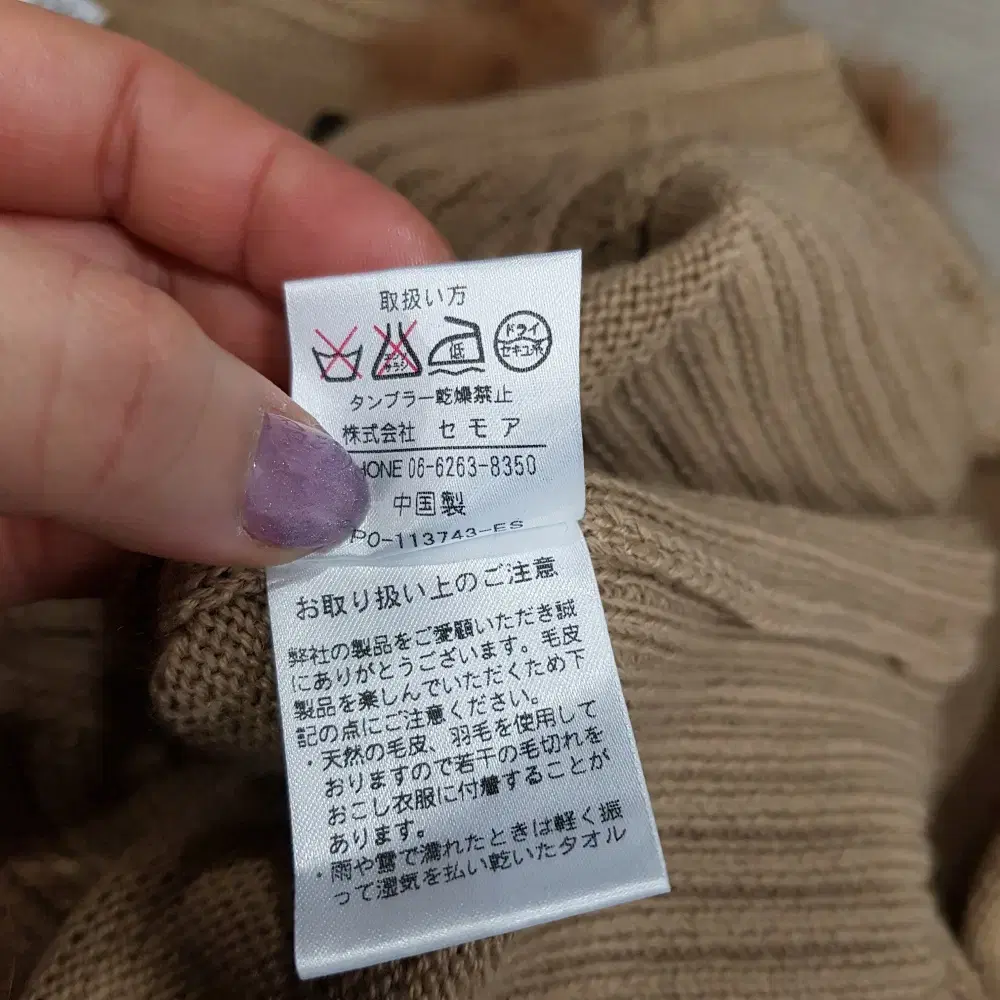 取扱い方
エンソ サラシ
低
ドライ
セキユ系
タンブラー乾燥禁止
株式会社 セモア
HONE 06-6263-8350
中国製
PO-113743-ES
お取り扱い上のご注意
弊社の製品をご愛顧いただき誠
にありがとうございます。毛皮
製品を楽しんでいただくため下
記の点にご注意ください。
・天然の毛皮、羽毛を使用して
おりますので若干の毛切れを
おこし衣服に付着することが
あります。
・雨や雪で濡れたときは軽く振
って湿気を払い乾いたタオル